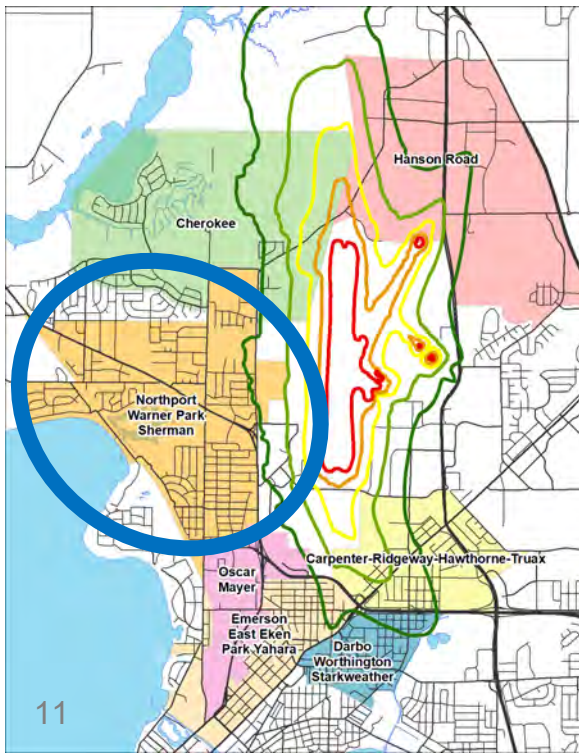 Hanson Road
Cherokee
Northport
Warner Park
Sherman
Carpenter-Ridgeway-Hawthorne-Truax
Oscar
Mayer
Emerson
East Eken
Park Yahara
Darbo
Worthington
Starkweather
11